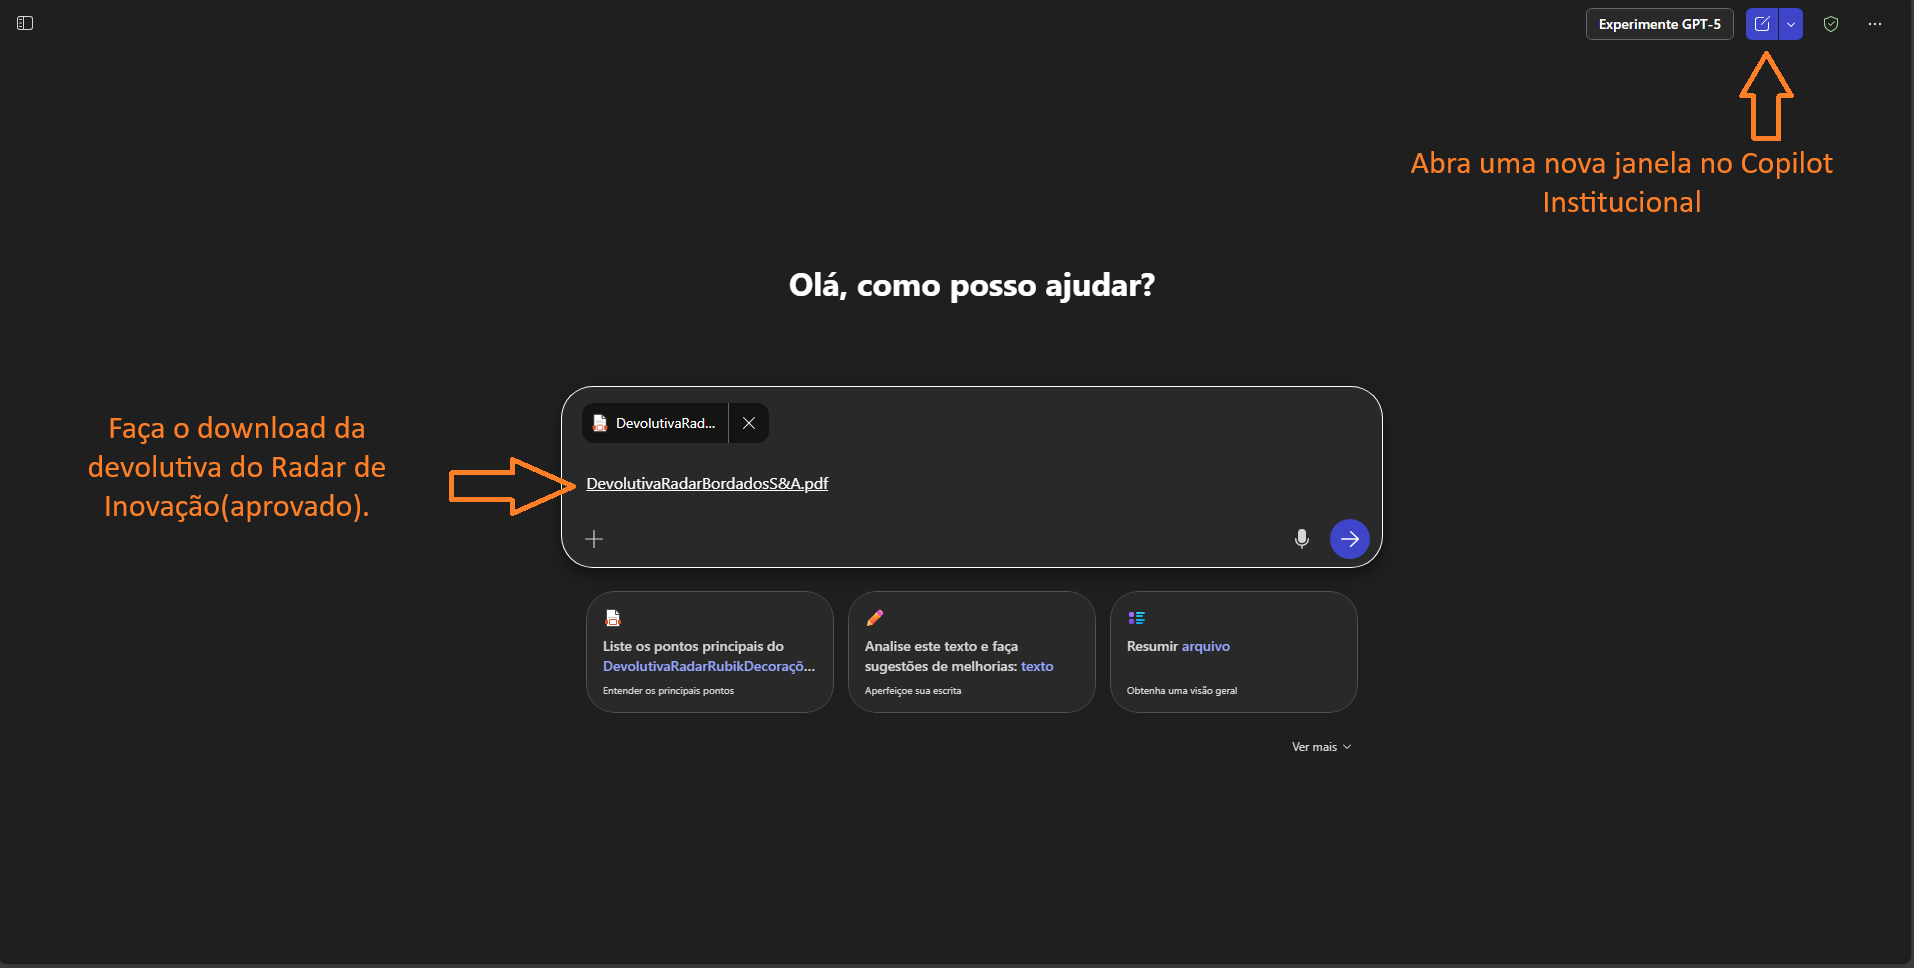 Experimente GPT-5
Abra uma nova janela no Copilot
Institucional
Olá, como posso ajudar?
Faça o download da
devolutiva do Radar de
Inovação(aprovado).
DevolutivaRad...
DevolutivaRadarBordadosS&A.pdf
Liste os pontos principais do
DevolutivaRadarRubikDecoraçõ...
Entender os principais pontos
Analise este texto e faça
sugestões de melhorias: texto
Aperfeiçoe sua escrita
Resumir arquivo
Obtenha uma visão geral
Ver mais